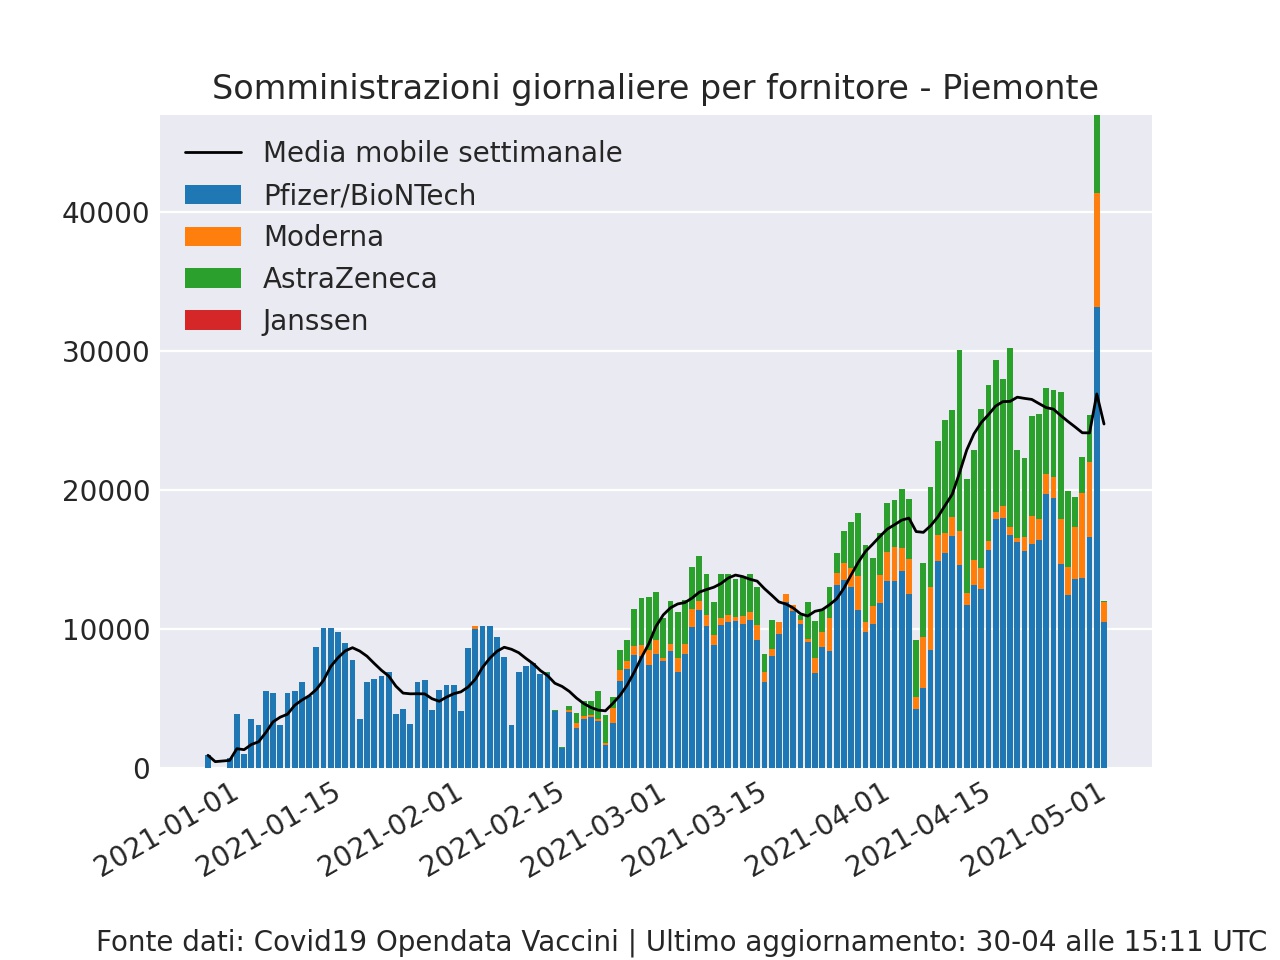 Somministrazioni giornaliere per fornitore - Piemonte
Media mobile settimanale
Pfizer/BioNTech
Moderna
AstraZeneca
Janssen
40000
30000
20000
10000
0
2021-01-01
2021-01-15
2021-02-01
2021-02-15
2021-03-01
2021-03-15
2021-04-01
2021-04-15
2021-05-01
Fonte dati: Covid19 Opendata Vaccini | Ultimo aggiornamento: 30-04 alle 15:11 UTC